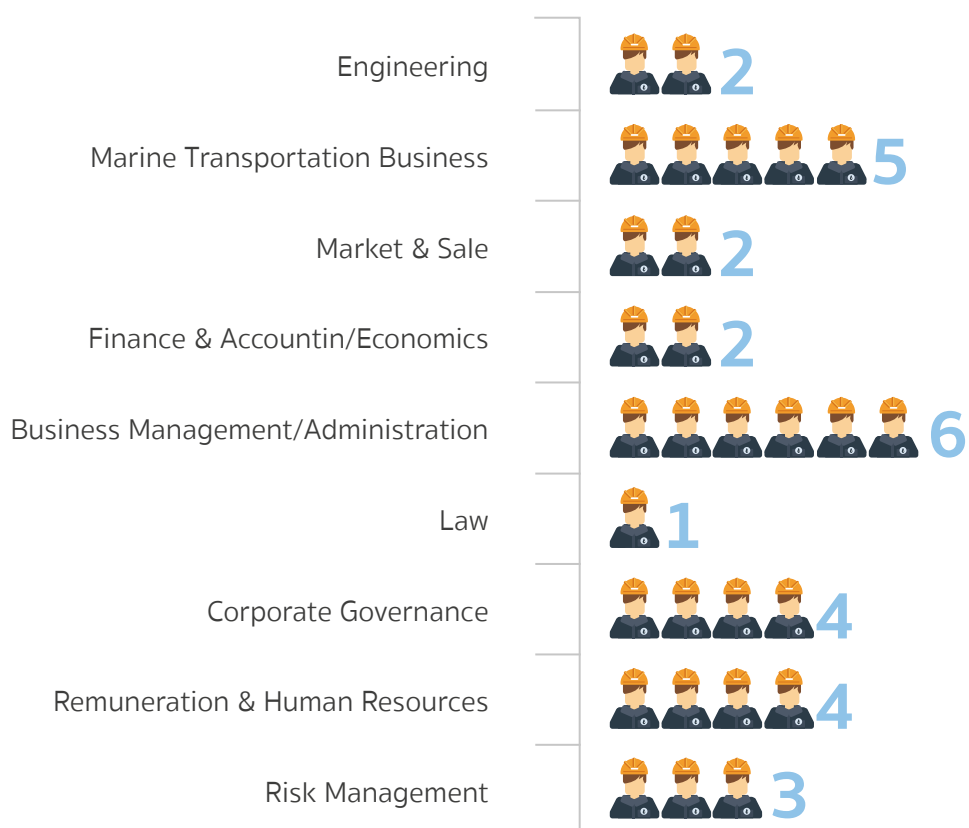 Engineering 2
Marine Transportation Business 5
Market & Sale 2
Finance & Accountin/Economics 2
Business Management/Administration 6
Law 1
Corporate Governance 4
Remuneration & Human Resources 4
Risk Management 3